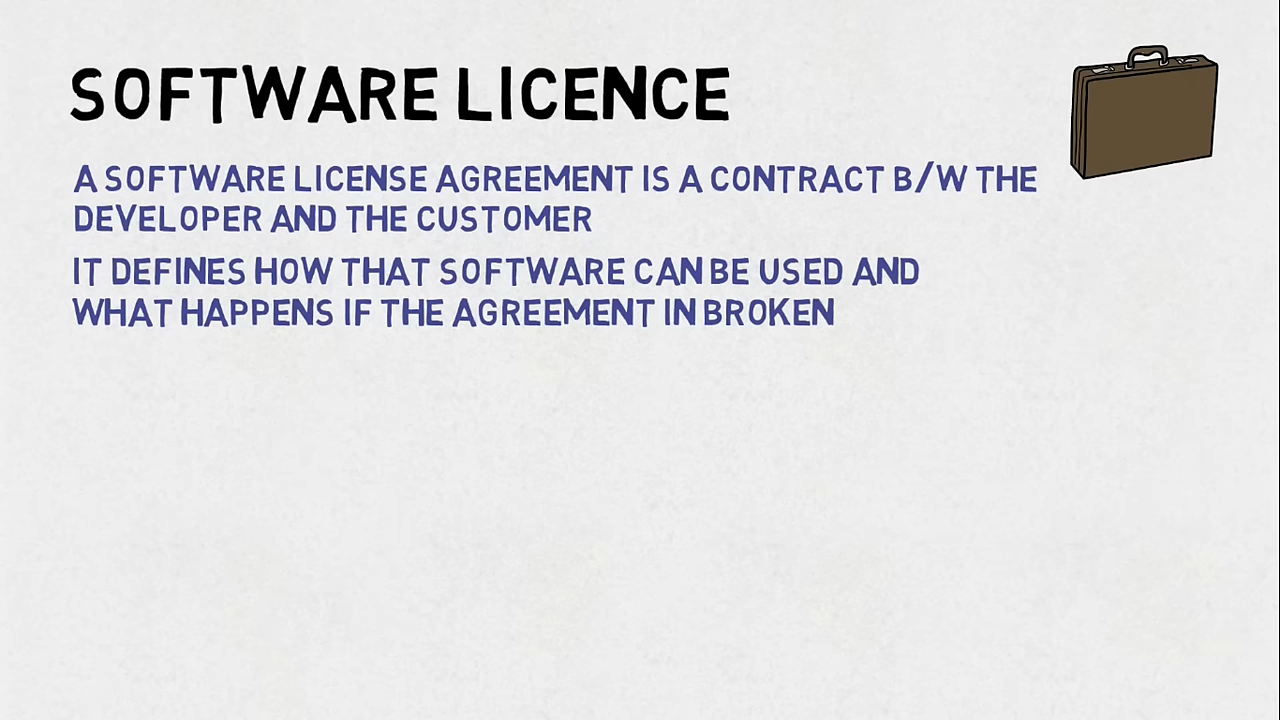 SOFTWARE LICENCE
A SOFTWARE LICENSE AGREEMENT IS A CONTRACT B/W THE
DEVELOPER AND THE CUSTOMER
IT DEFINES HOW THAT SOFTWARE CAN BE USED AND
WHAT HAPPENS IF THE AGREEMENT IN BROKEN